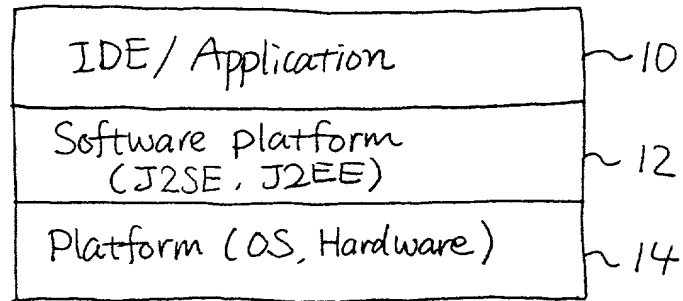 IDE/Application ~10
Software platform
(J2SE, J2EE) ~12
Platform (OS, Hardware) ~14